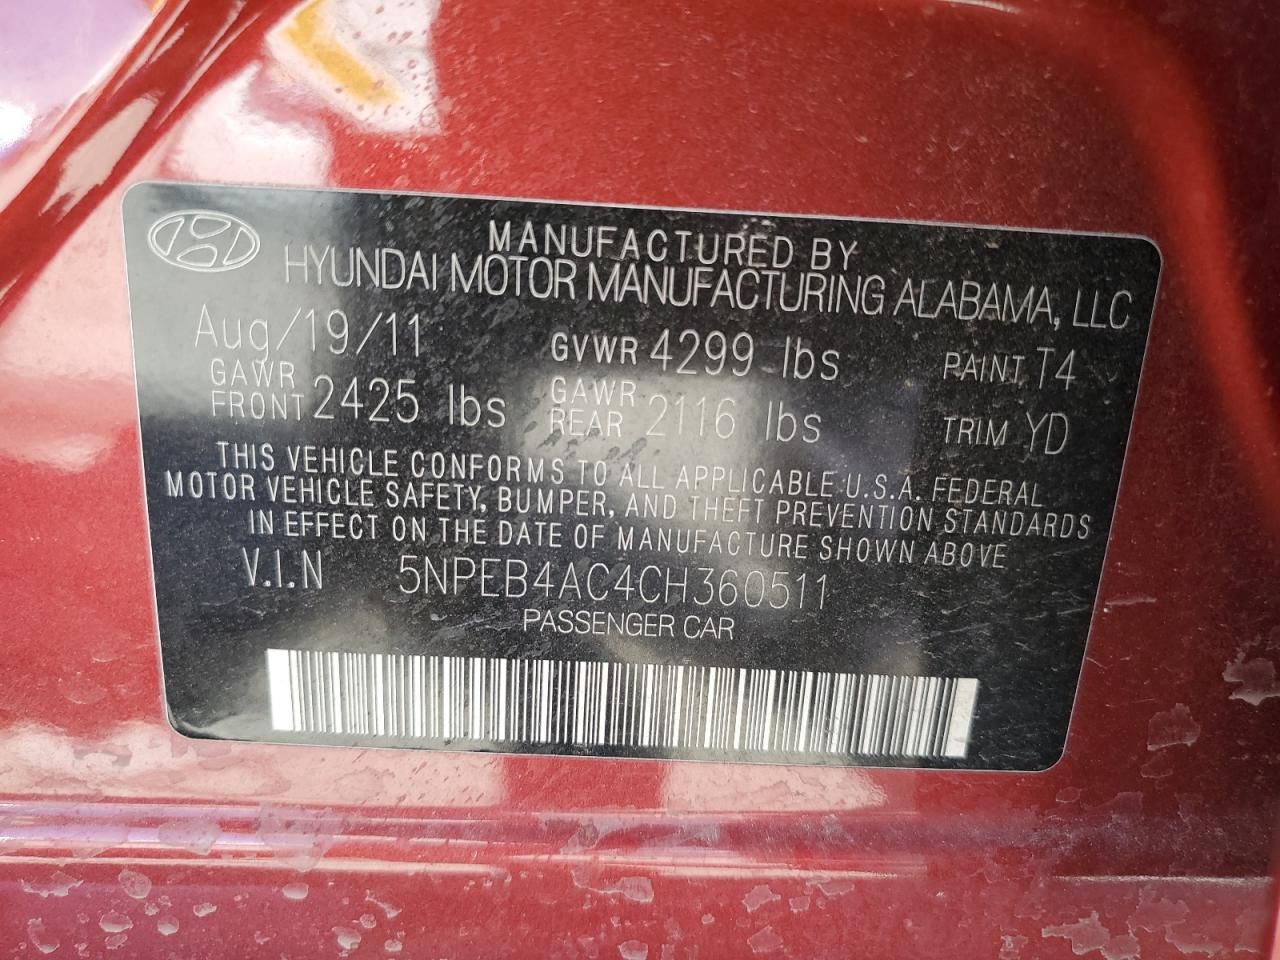 MANUFACTURED BY
HYUNDAI MOTOR MANUFACTURING ALABAMA, LLC
Aug/19/11 GVWR 4299 lbs PAINT T4
GAWR FRONT 2425 lbs GAWR REAR 2116 lbs TRIM YD
THIS VEHICLE CONFORMS TO ALL APPLICABLE U.S.A. FEDERAL
MOTOR VEHICLE SAFETY, BUMPER, AND THEFT PREVENTION STANDARDS
IN EFFECT ON THE DATE OF MANUFACTURE SHOWN ABOVE
V.I.N 5NPEB4AC4CH360511
PASSENGER CAR